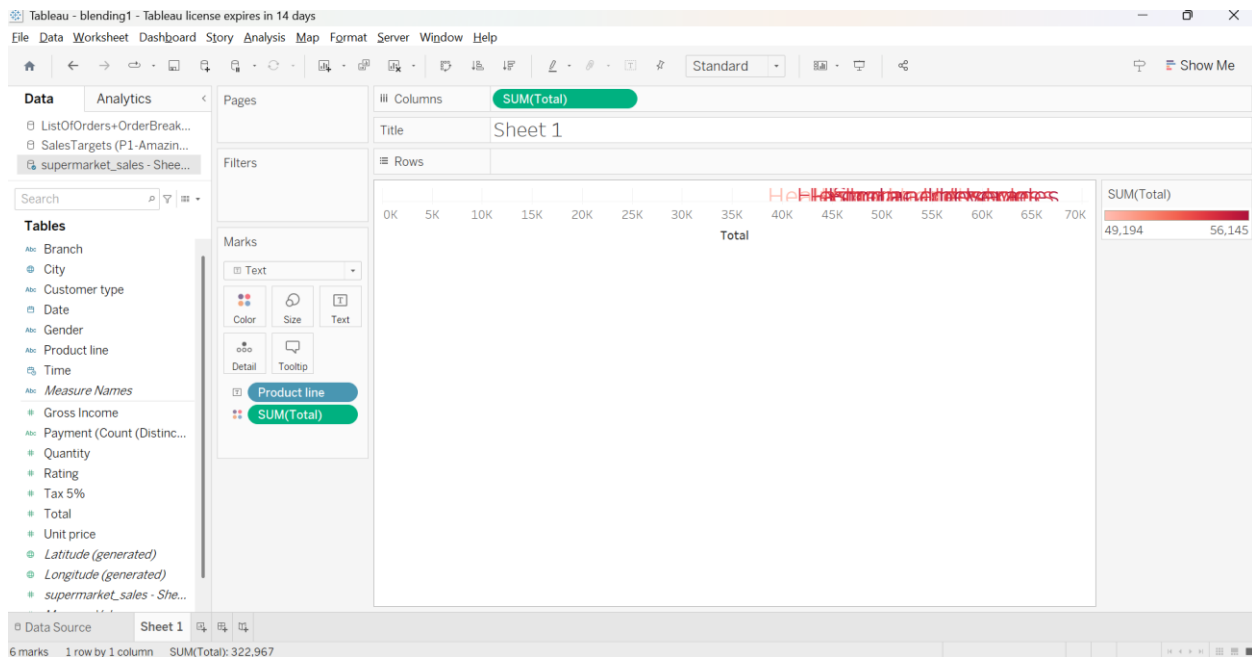 Tableau - blending1 - Tableau license expires in 14 days
File Data Worksheet Dashboard Story Analysis Map Format Server Window Help
Standard
Show Me
Data Analytics
ListOfOrders+OrderBreak...
SalesTargets (P1-Amazin...
supermarket_sales - Shee...
Search
Tables
Abc Branch
City
Abc Customer type
Date
Abc Gender
Abc Product line
Time
Abc Measure Names
# Gross Income
Abc Payment (Count (Distinc...
# Quantity
# Rating
# Tax 5%
# Total
# Unit price
Latitude (generated)
Longitude (generated)
# supermarket_sales - She...
Pages
Filters
Marks
Text
Color Size Text
Detail Tooltip
Product line
SUM(Total)
Columns SUM(Total)
Title Sheet 1
Rows
0K 5K 10K 15K 20K 25K 30K 35K 40K 45K 50K 55K 60K 65K 70K
Total
SUM(Total)
49,194 56,145
Data Source Sheet 1
6 marks 1 row by 1 column SUM(Total): 322,967